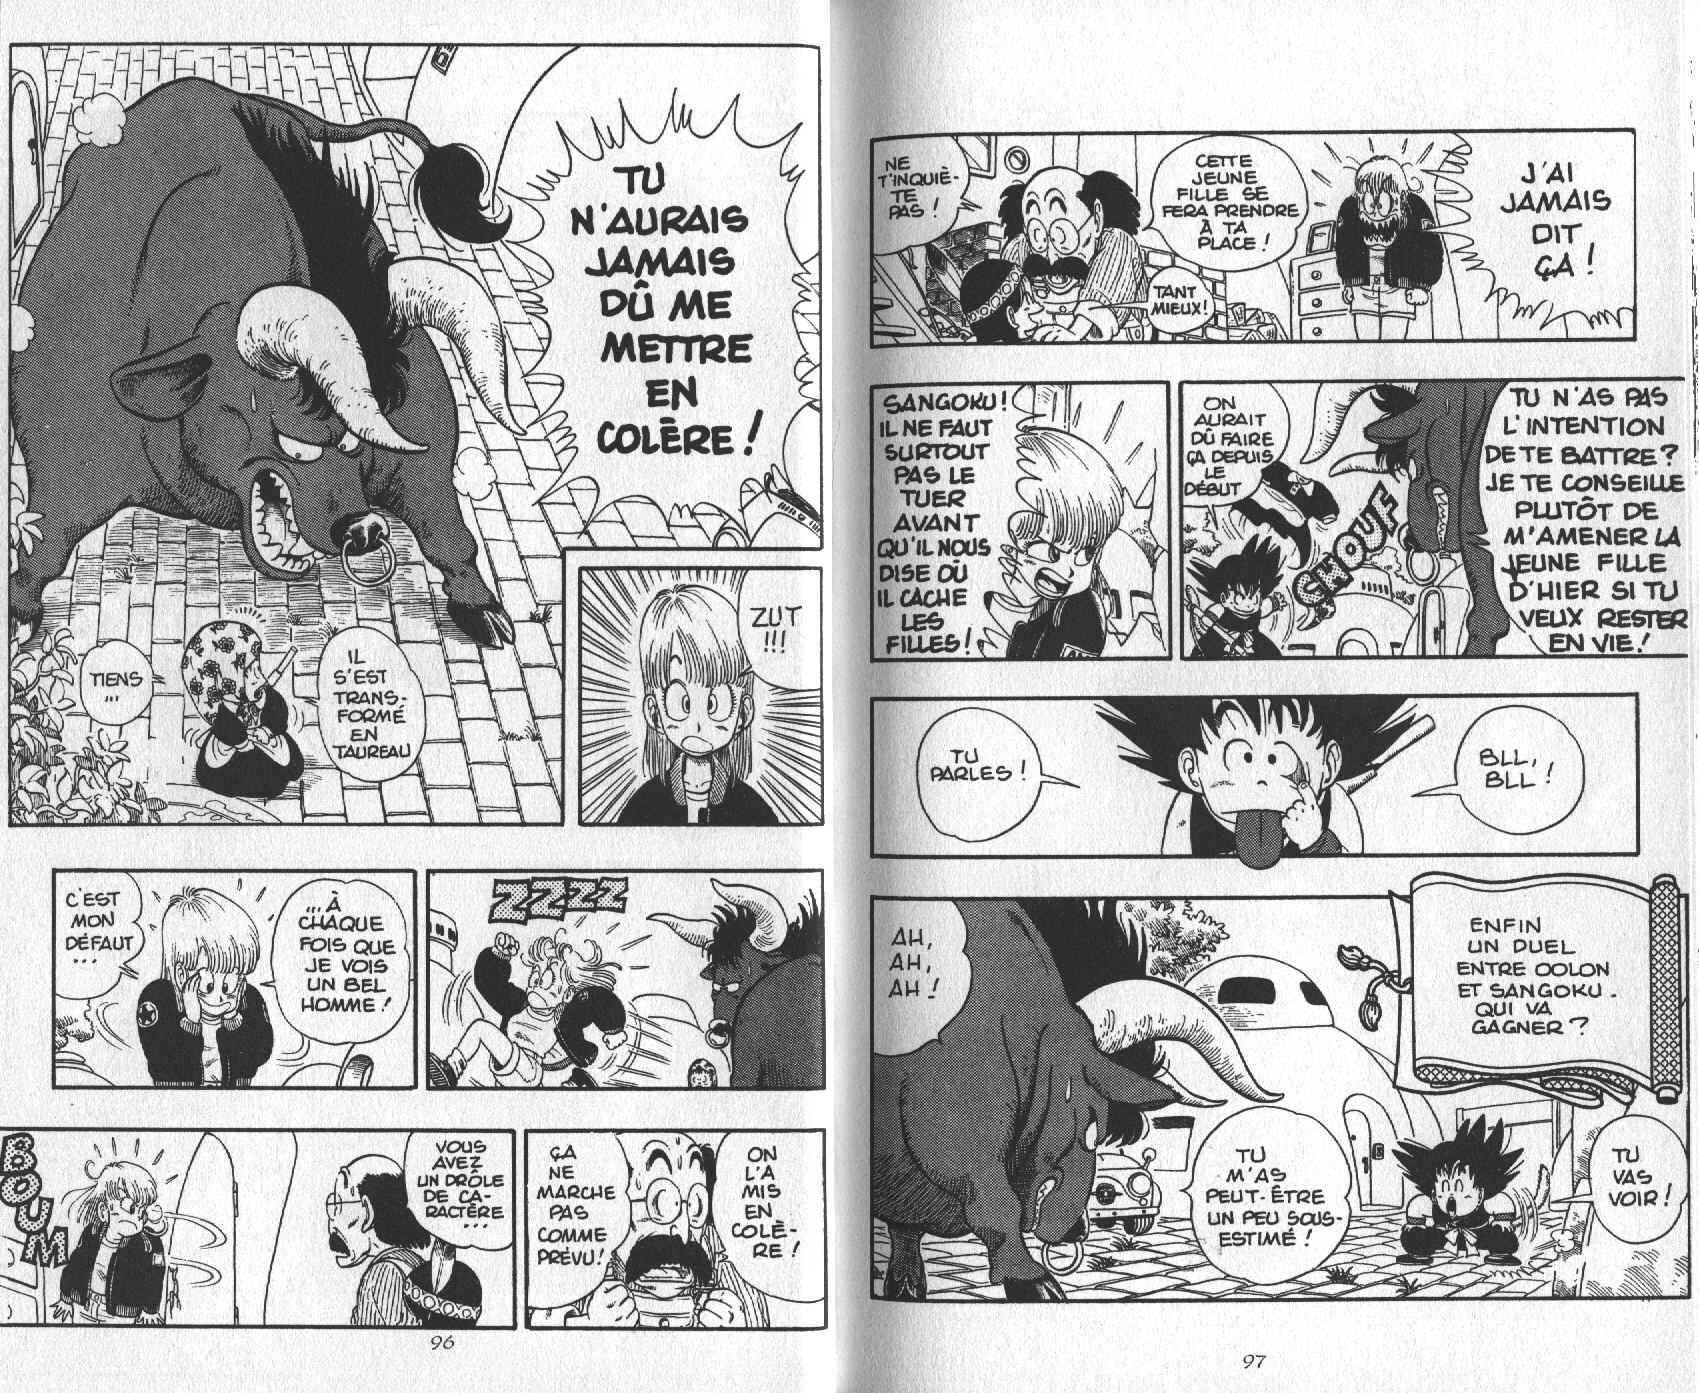 TU
N'AURAIS
JAMAIS
DÛ ME
METTRE
EN
COLÈRE !
TIENS
...
IL
S'EST
TRANS-
FORMÉ
EN
TAUREAU
ZUT
!!!
C'EST
MON
DÉFAUT
...
... À
CHAQUE
FOIS QUE
JE VOIS
UN BEL
HOMME !
ZZZZZ
BOUM
VOUS
AVEZ
UN DRÔLE
DE CA-
RACTÈRE
...
ÇA
NE
MARCHE
PAS
COMME
PRÉVU !
ON
L'A
MIS
EN
COLÈ-
RE !
96
NE
T'INQUIÈ-
TE
PAS !
CETTE
JEUNE
FILLE SE
FERA PRENDRE
À TA
PLACE !
TANT
MIEUX !
J'AI
JAMAIS
DIT
ÇA !
SANGOKU !
IL NE FAUT
SURTOUT
PAS LE
TUER
AVANT
QU'IL NOUS
DISE OÙ
IL CACHE
LES
FILLES !
ON
AURAIT
DÛ FAIRE
ÇA DEPUIS
LE
DÉBUT
CHOUF
TU N'AS PAS
L'INTENTION
DE TE BATTRE ?
JE TE CONSEILLE
PLUTÔT DE
M'AMENER LA
JEUNE FILLE
D'HIER SI TU
VEUX RESTER
EN VIE !
TU
PARLES !
BLL,
BLL !
AH,
AH,
AH !
ENFIN
UN DUEL
ENTRE OOLON
ET SANGOKU.
QUI VA
GAGNER ?
TU
M'AS
PEUT-ÊTRE
UN PEU SOUS-
ESTIMÉ !
TU
VAS
VOIR !
97